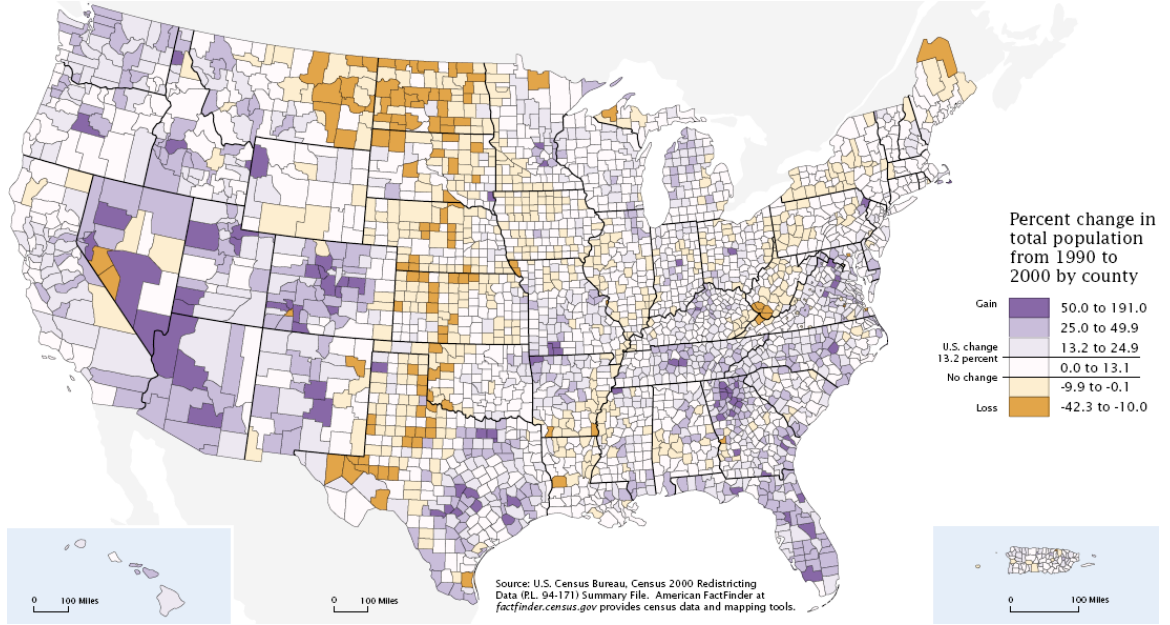 Percent change in
total population
from 1990 to
2000 by county
Gain
50.0 to 191.0
25.0 to 49.9
U.S. change
13.2 percent
13.2 to 24.9
0.0 to 13.1
No change
-9.9 to -0.1
Loss
-42.3 to -10.0
0 100 Miles
0 100 Miles
Source: U.S. Census Bureau, Census 2000 Redistricting
Data (P.L. 94-171) Summary File. American FactFinder at
factfinder.census.gov provides census data and mapping tools.
0 100 Miles